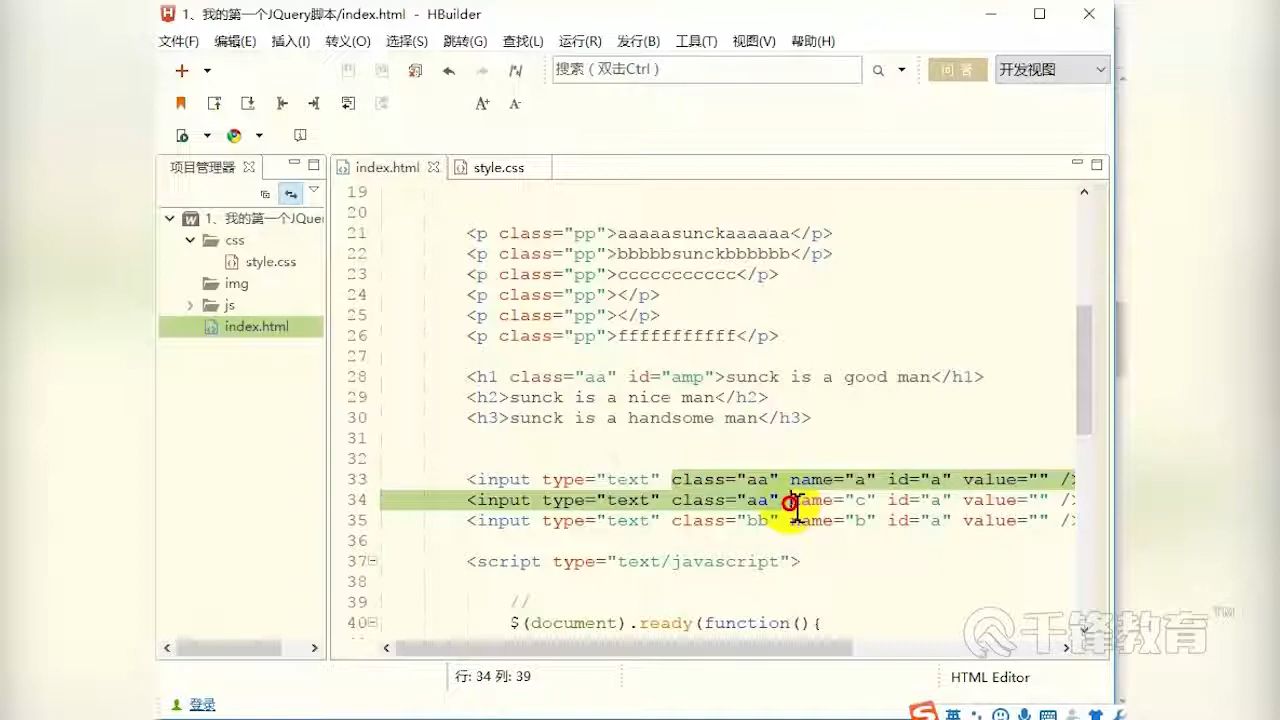 1、我的第一个JQuery脚本/index.html - HBuilder
文件(F) 编辑(E) 插入(I) 转义(O) 选择(S) 跳转(G) 查找(L) 运行(R) 发行(B) 工具(T) 视图(V) 帮助(H)
搜索（双击Ctrl） 问 答 开发视图
A+ A-
项目管理器 index.html style.css
1、我的第一个JQuer
css
style.css
img
js
index.html
19
20
21 <p class="pp">aaaaasunckaaaaaa</p>
22 <p class="pp">bbbbbsunckbbbbbb</p>
23 <p class="pp">ccccccccccc</p>
24 <p class="pp"></p>
25 <p class="pp"></p>
26 <p class="pp">fffffffffff</p>
27
28 <h1 class="aa" id="amp">sunck is a good man</h1>
29 <h2>sunck is a nice man</h2>
30 <h3>sunck is a handsome man</h3>
31
32
33 <input type="text" class="aa" name="a" id="a" value="" />
34 <input type="text" class="aa" name="c" id="a" value="" />
35 <input type="text" class="bb" name="b" id="a" value="" />
36
37 <script type="text/javascript">
38
39 //
40 $(document).ready(function(){
千锋教育™
行: 34 列: 39 HTML Editor
登录
英